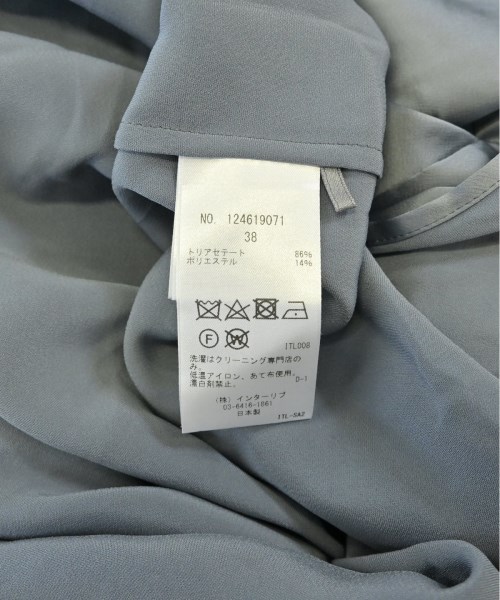 NO. 124619071
38
トリアセテート 86%
ポリエステル 14%
F W
ITL008
洗濯はクリーニング専門店の
み。
低温アイロン、あて布使用。
漂白剤禁止。 D-1
(株) インターリブ
03-6416-1861
日本製
ITL-SA2